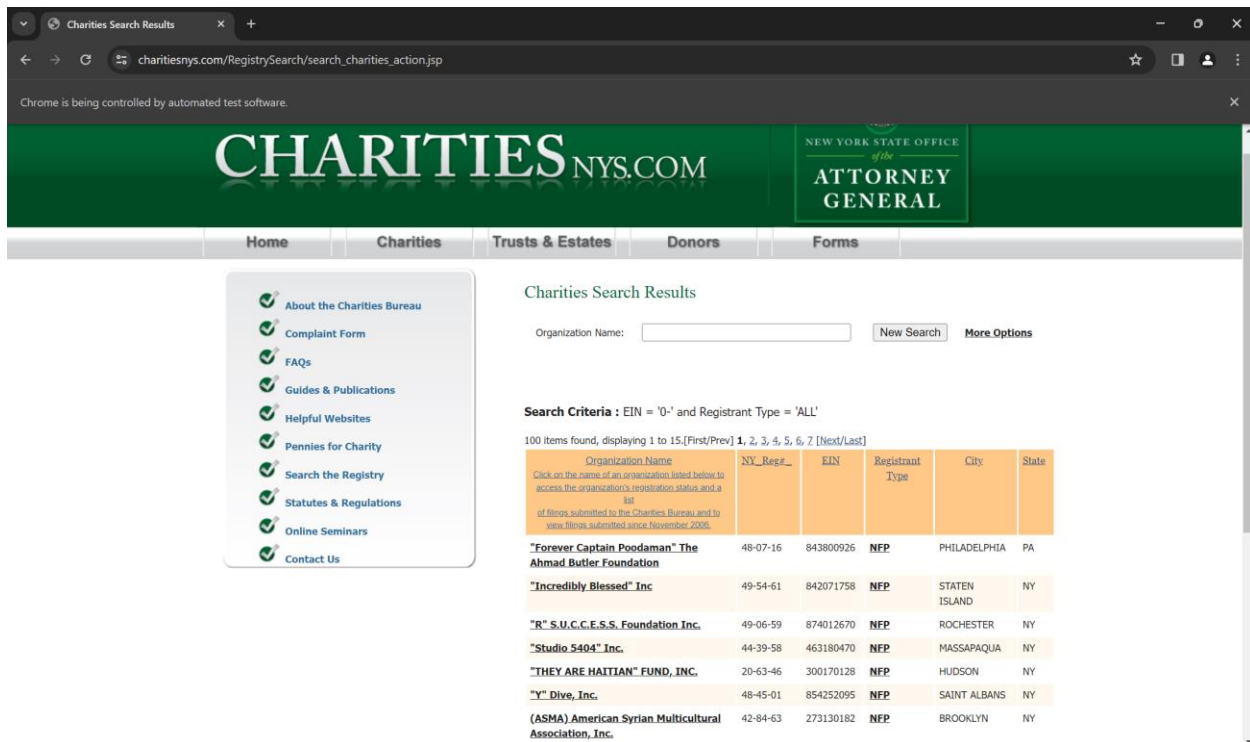 Charities Search Results
charitiesnys.com/RegistrySearch/search_charities_action.jsp
Chrome is being controlled by automated test software.
CHARITIES NYS.COM
NEW YORK STATE OFFICE
of the
ATTORNEY
GENERAL
Home Charities Trusts & Estates Donors Forms
About the Charities Bureau
Complaint Form
FAQs
Guides & Publications
Helpful Websites
Pennies for Charity
Search the Registry
Statutes & Regulations
Online Seminars
Contact Us
Charities Search Results
Organization Name: New Search More Options
Search Criteria : EIN = '0-' and Registrant Type = 'ALL'
100 items found, displaying 1 to 15.[First/Prev] 1, 2, 3, 4, 5, 6, 7 [Next/Last]
Organization Name NY_Reg#_ EIN Registrant City State
Click on the name of an organization listed below to Type
access the organization's registration status and a
list
of filings submitted to the Charities Bureau and to
view filings submitted since November 2006.
"Forever Captain Poodaman" The 48-07-16 843800926 NFP PHILADELPHIA PA
Ahmad Butler Foundation
"Incredibly Blessed" Inc 49-54-61 842071758 NFP STATEN NY
ISLAND
"R" S.U.C.C.E.S.S. Foundation Inc. 49-06-59 874012670 NFP ROCHESTER NY
"Studio 5404" Inc. 44-39-58 463180470 NFP MASSAPAQUA NY
"THEY ARE HAITIAN" FUND, INC. 20-63-46 300170128 NFP HUDSON NY
"Y" Dive, Inc. 48-45-01 854252095 NFP SAINT ALBANS NY
(ASMA) American Syrian Multicultural 42-84-63 273130182 NFP BROOKLYN NY
Association, Inc.